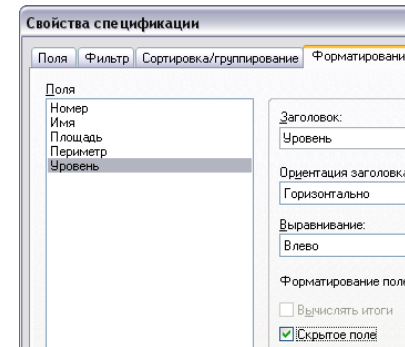 Свойства спецификации
Поля Фильтр Сортировка/группирование Форматировани
Поля
Номер
Имя
Площадь
Периметр
Уровень
Заголовок:
Уровень
Ориентация заголовка
Горизонтально
Выравнивание:
Влево
Форматирование поле
Вычислять итоги
Скрытое поле